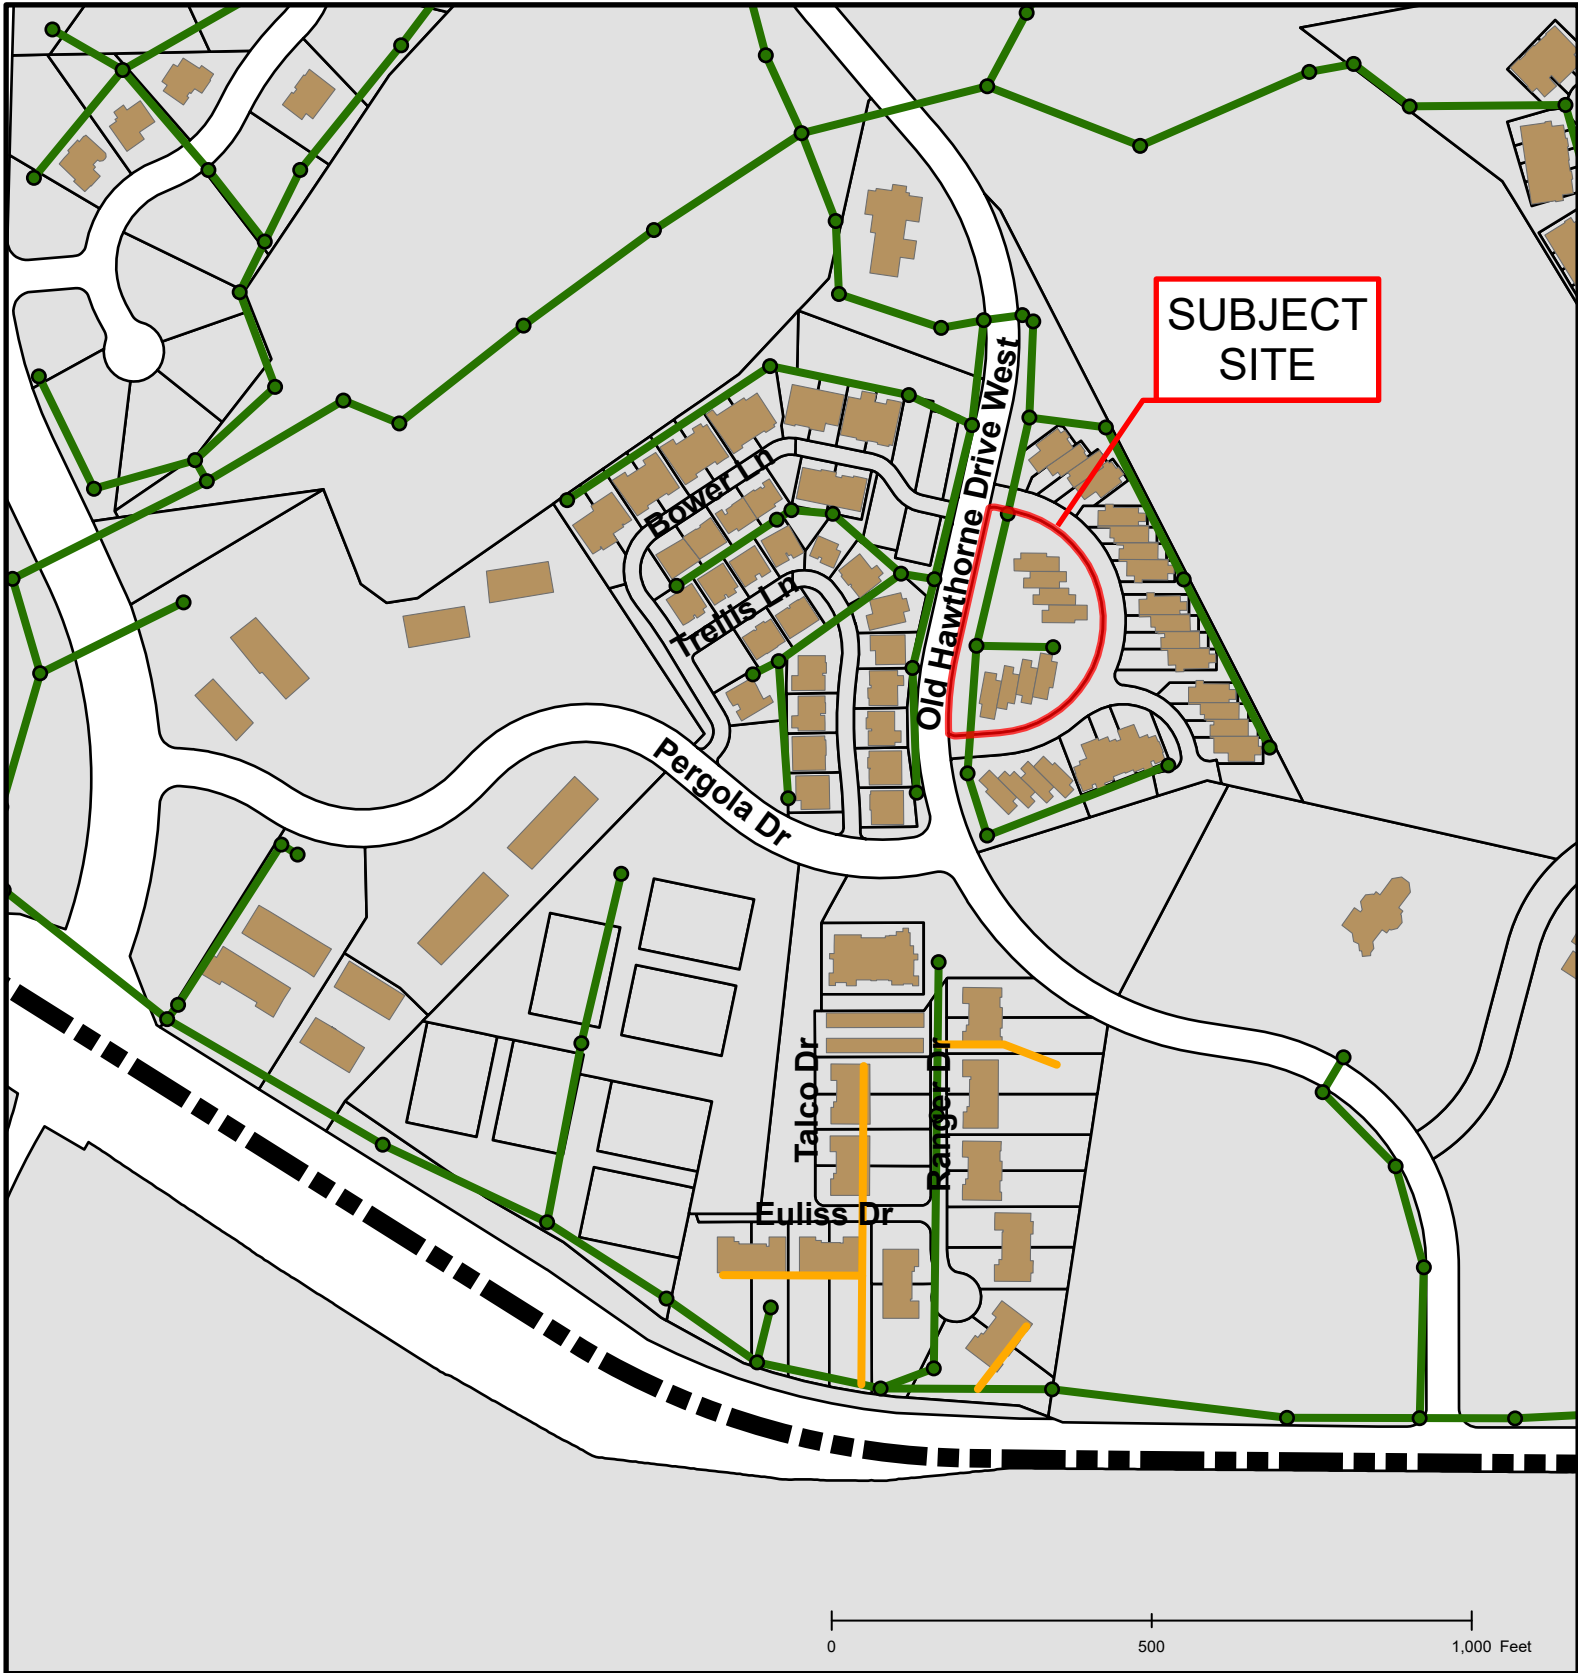 SUBJECT
SITE
Old Hawthorne Drive West
Bower Ln
Trellis Ln
Pergola Dr
Talco Dr
Ranger Dr
Euliss Dr
0 500 1,000 Feet